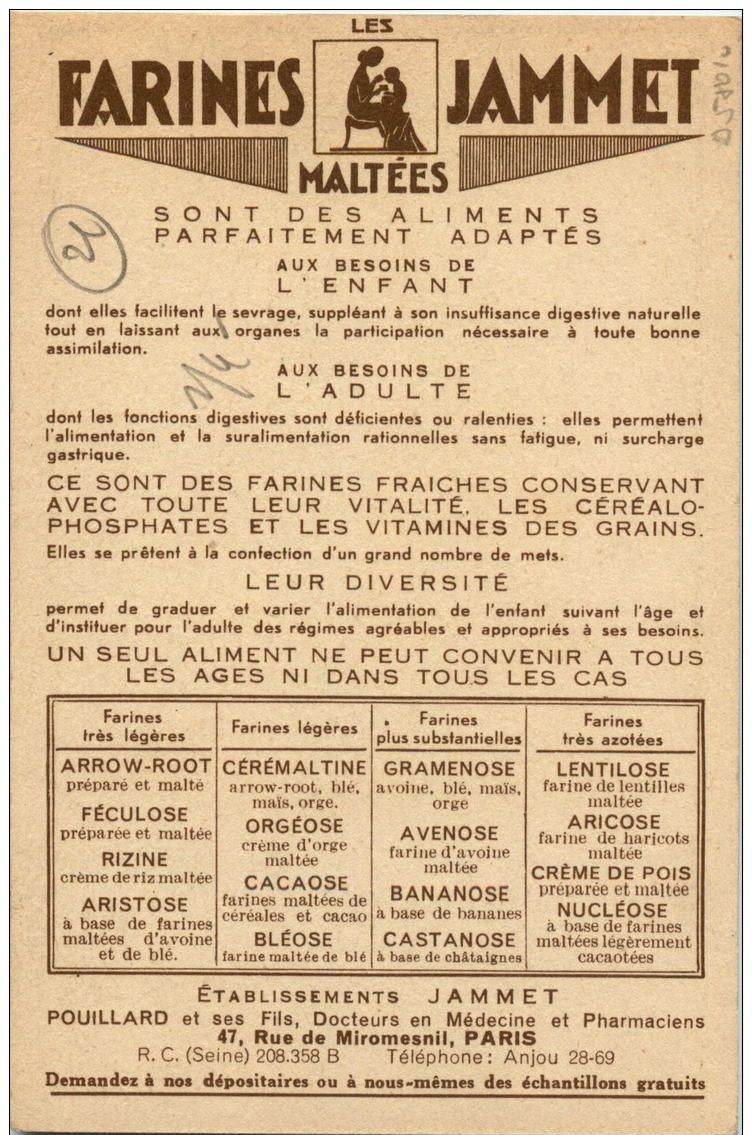 LES
FARINES JAMMET
MALTÉES
SONT DES ALIMENTS
PARFAITEMENT ADAPTÉS
AUX BESOINS DE
L'ENFANT
dont elles facilitent le sevrage, suppléant à son insuffisance digestive naturelle
tout en laissant aux organes la participation nécessaire à toute bonne
assimilation.
AUX BESOINS DE
L'ADULTE
dont les fonctions digestives sont déficientes ou ralenties : elles permettent
l'alimentation et la suralimentation rationnelles sans fatigue, ni surcharge
gastrique.
CE SONT DES FARINES FRAICHES CONSERVANT
AVEC TOUTE LEUR VITALITÉ, LES CÉRÉALO-
PHOSPHATES ET LES VITAMINES DES GRAINS.
Elles se prêtent à la confection d'un grand nombre de mets.
LEUR DIVERSITÉ
permet de graduer et varier l'alimentation de l'enfant suivant l'âge et
d'instituer pour l'adulte des régimes agréables et appropriés à ses besoins.
UN SEUL ALIMENT NE PEUT CONVENIR A TOUS
LES AGES NI DANS TOUS LES CAS
Farines
très légères
ARROW-ROOT
préparé et malté
FÉCULOSE
préparée et maltée
RIZINE
crème de riz maltée
ARISTOSE
à base de farines
maltées d'avoine
et de blé.
Farines légères
CÉRÉMALTINE
arrow-root, blé,
maïs, orge.
ORGÉOSE
crème d'orge
maltée
CACAOSE
farines maltées de
céréales et cacao
BLÉOSE
farine maltée de blé
Farines
plus substantielles
GRAMENOSE
avoine, blé, maïs,
orge
AVENOSE
farine d'avoine
maltée
BANANOSE
à base de bananes
CASTANOSE
à base de châtaignes
Farines
très azotées
LENTILOSE
farine de lentilles
maltée
ARICOSE
farine de haricots
maltée
CRÈME DE POIS
préparée et maltée
NUCLÉOSE
à base de farines
maltées légèrement
cacaotées
ÉTABLISSEMENTS JAMMET
POUILLARD et ses Fils, Docteurs en Médecine et Pharmaciens
47, Rue de Miromesnil, PARIS
R. C. (Seine) 208.358 B Téléphone : Anjou 28-69
Demandez à nos dépositaires ou à nous-mêmes des échantillons gratuits